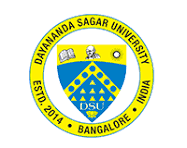 DAYANANDA SAGAR UNIVERSITY
ESTD. 2014 • BANGALORE • INDIA
DSU